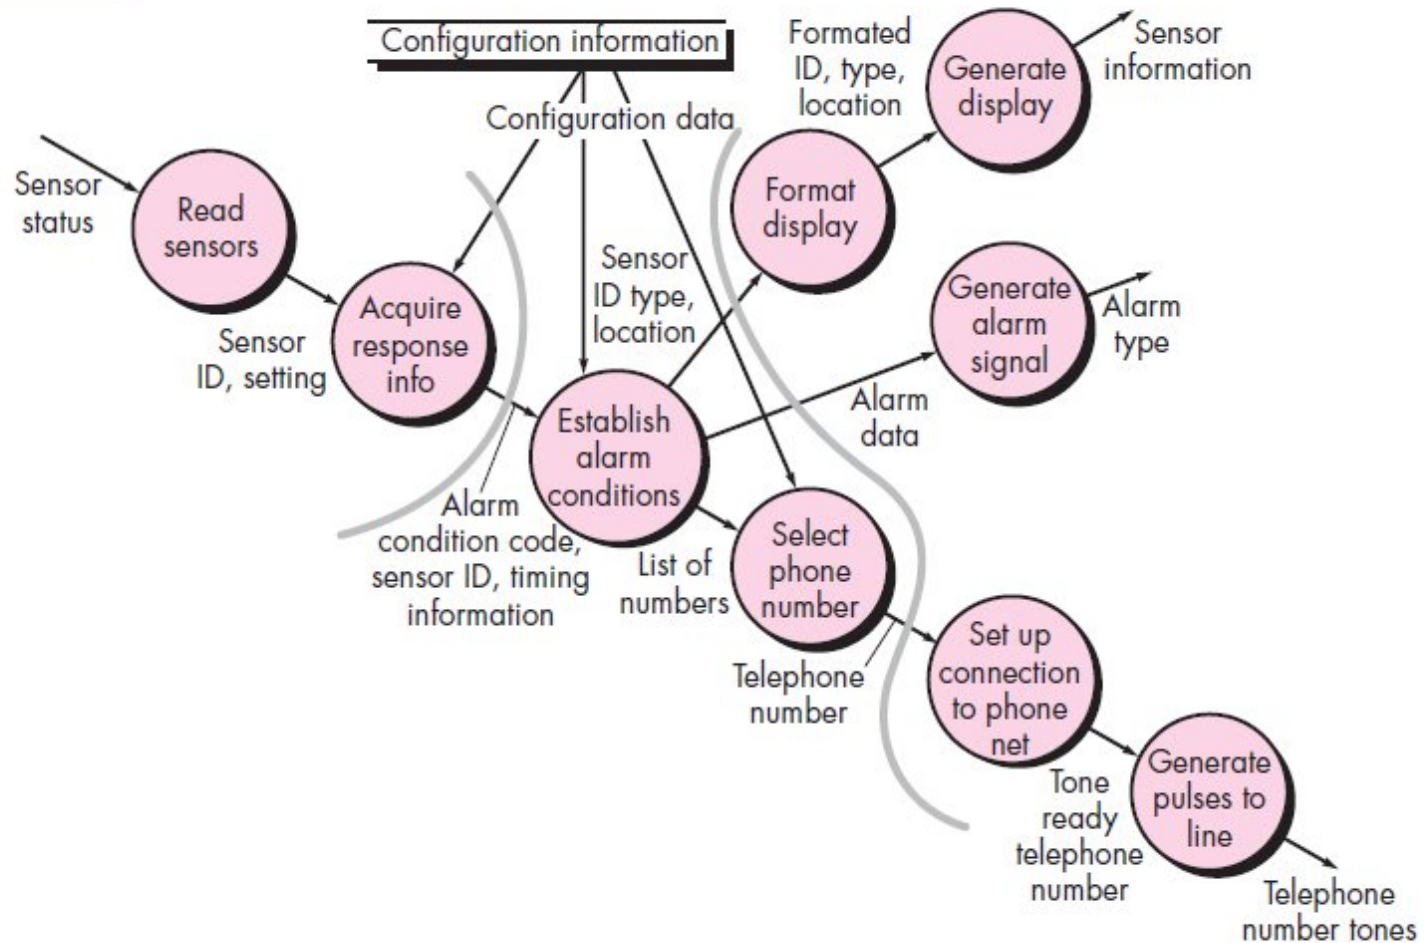 Configuration information
Configuration data
Sensor
status
Read
sensors
Sensor
ID, setting
Acquire
response
info
Alarm
condition code,
sensor ID, timing
information
Establish
alarm
conditions
Sensor
ID type,
location
Format
display
Formated
ID, type,
location
Generate
display
Sensor
information
Alarm
data
Generate
alarm
signal
Alarm
type
List of
numbers
Select
phone
number
Telephone
number
Set up
connection
to phone
net
Tone
ready
telephone
number
Generate
pulses to
line
Telephone
number tones